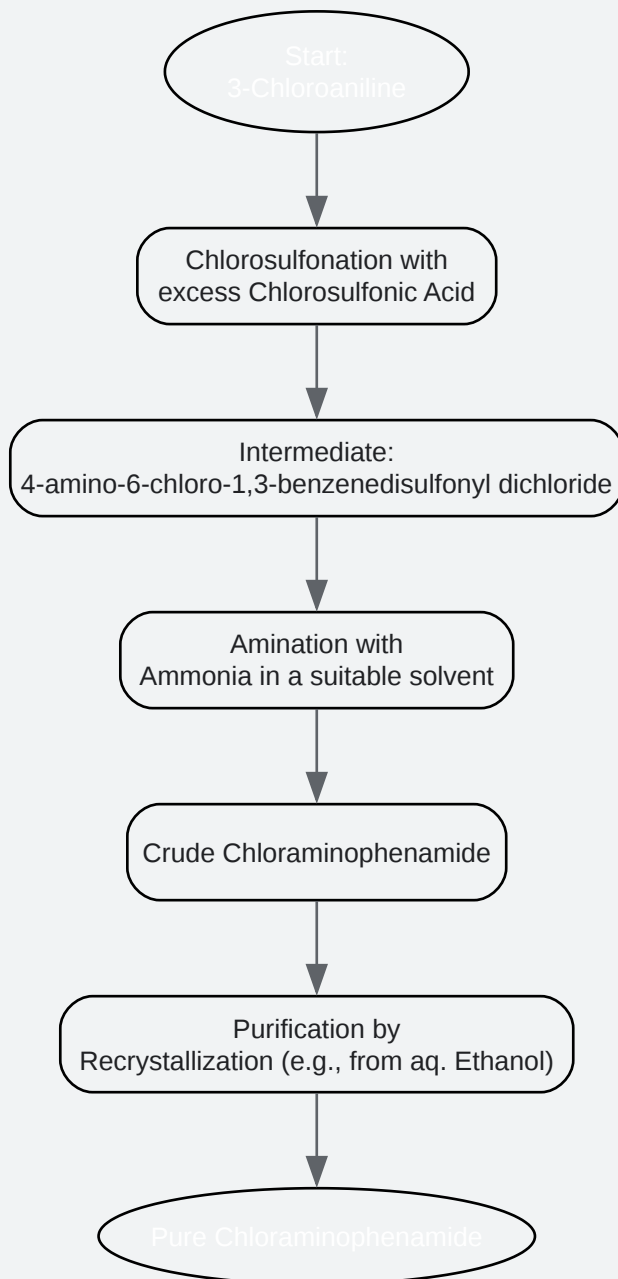 Start:
3-Chloroaniline
Chlorosulfonation with
excess Chlorosulfonic Acid
Intermediate:
4-amino-6-chloro-1,3-benzenedisulfonyl dichloride
Amination with
Ammonia in a suitable solvent
Crude Chloraminophenamide
Purification by
Recrystallization (e.g., from aq. Ethanol)
Pure Chloraminophenamide